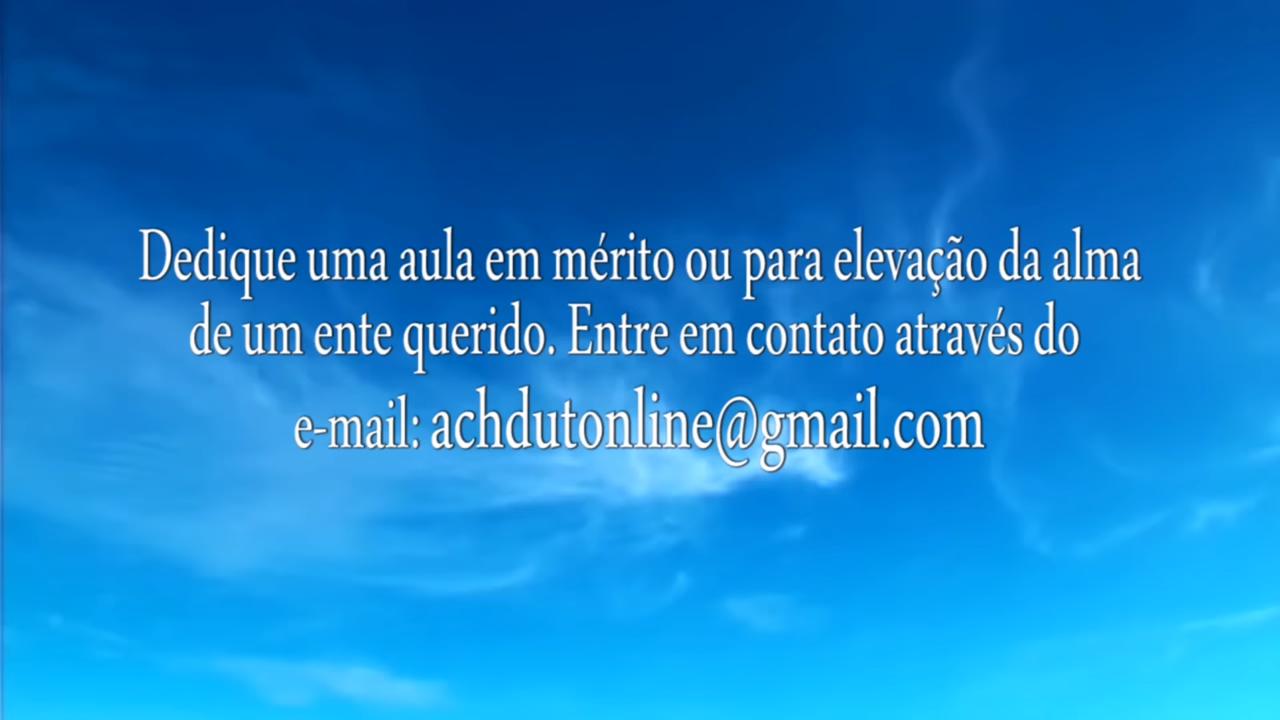 Dedique uma aula em mérito ou para elevação da alma
de um ente querido. Entre em contato através do
e-mail: achdutonline@gmail.com